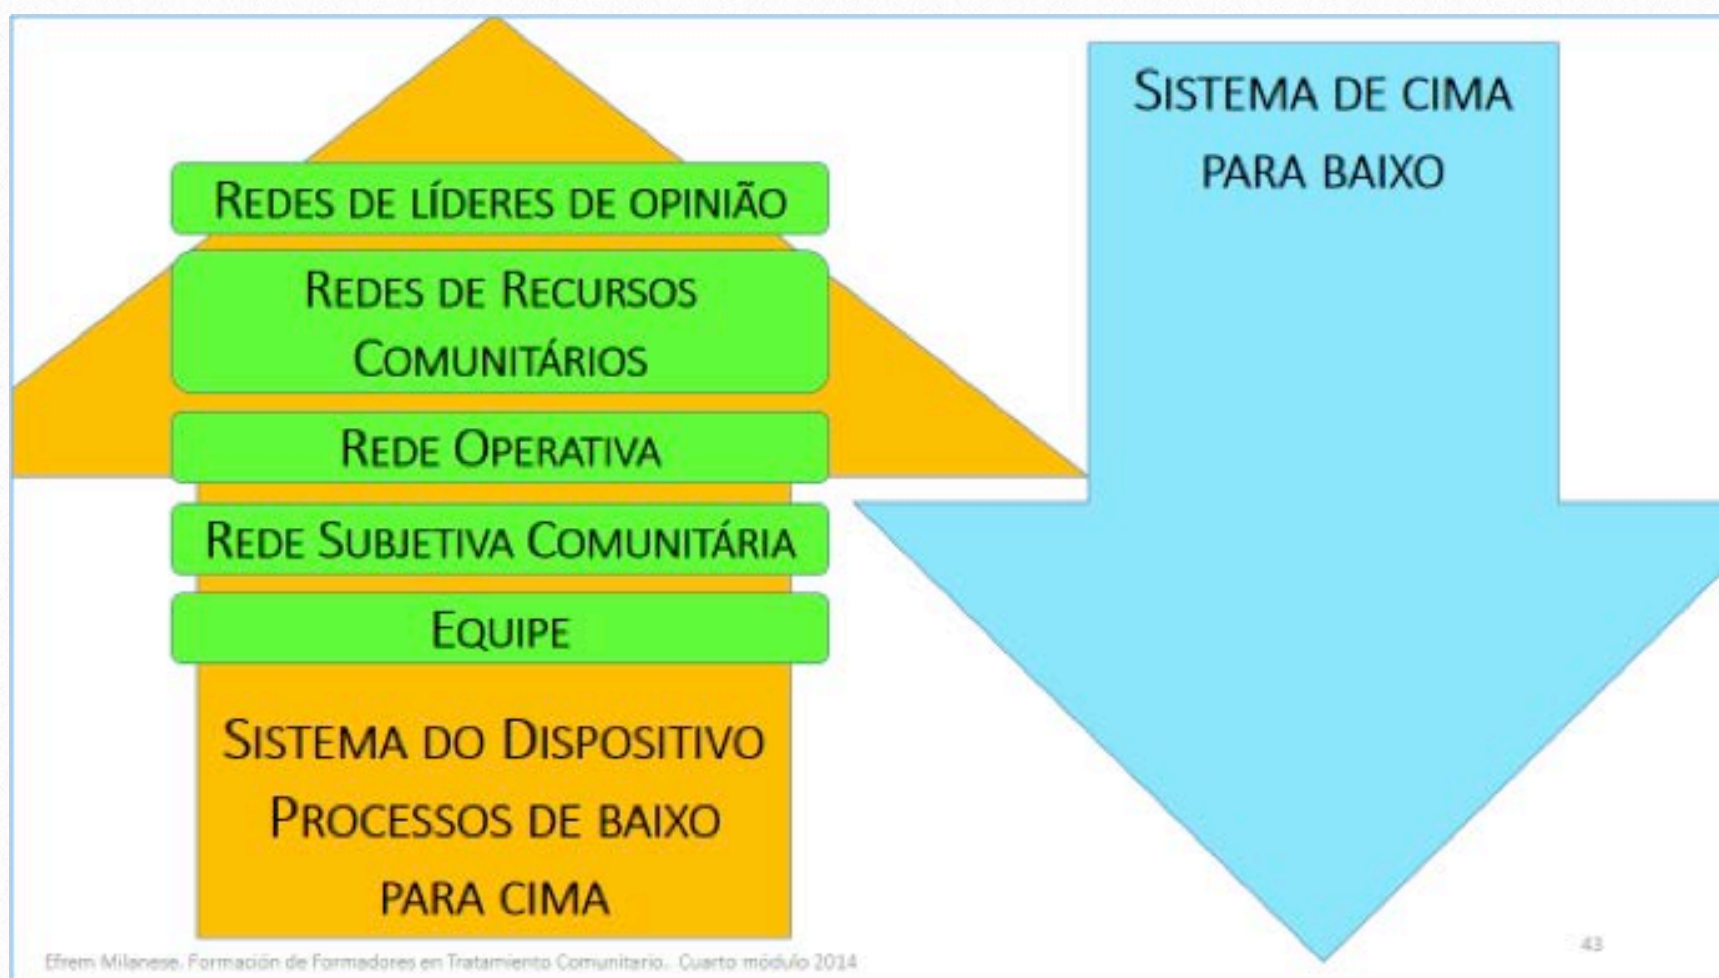 REDES DE LÍDERES DE OPINIÃO
REDES DE RECURSOS
COMUNITÁRIOS
REDE OPERATIVA
REDE SUBJETIVA COMUNITÁRIA
EQUIPE
SISTEMA DO DISPOSITIVO
PROCESSOS DE BAIXO
PARA CIMA
SISTEMA DE CIMA
PARA BAIXO
Efrem Milanese. Formación de Formadores en Tratamiento Comunitario. Cuarto módulo 2014
43